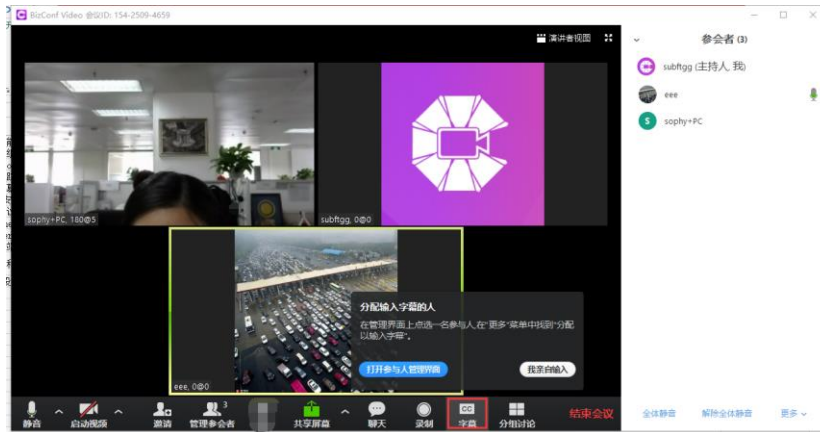 BizConf Video 会议ID: 154-2509-4659
演讲者视图
参会者 (3)
subftgg (主持人, 我)
eee
S sophy+PC
sophy+PC, 180@5
subftgg, 0@0
分配输入字幕的人
在管理界面上点选一名参与人,在"更多"菜单中找到"分配
以输入字幕"。
打开参与人管理界面
我亲自输入
eee, 0@0
3
CC
静音
启动视频
邀请
管理参会者
共享屏幕
聊天
录制
字幕
分组讨论
结束会议
全体静音
解除全体静音
更多